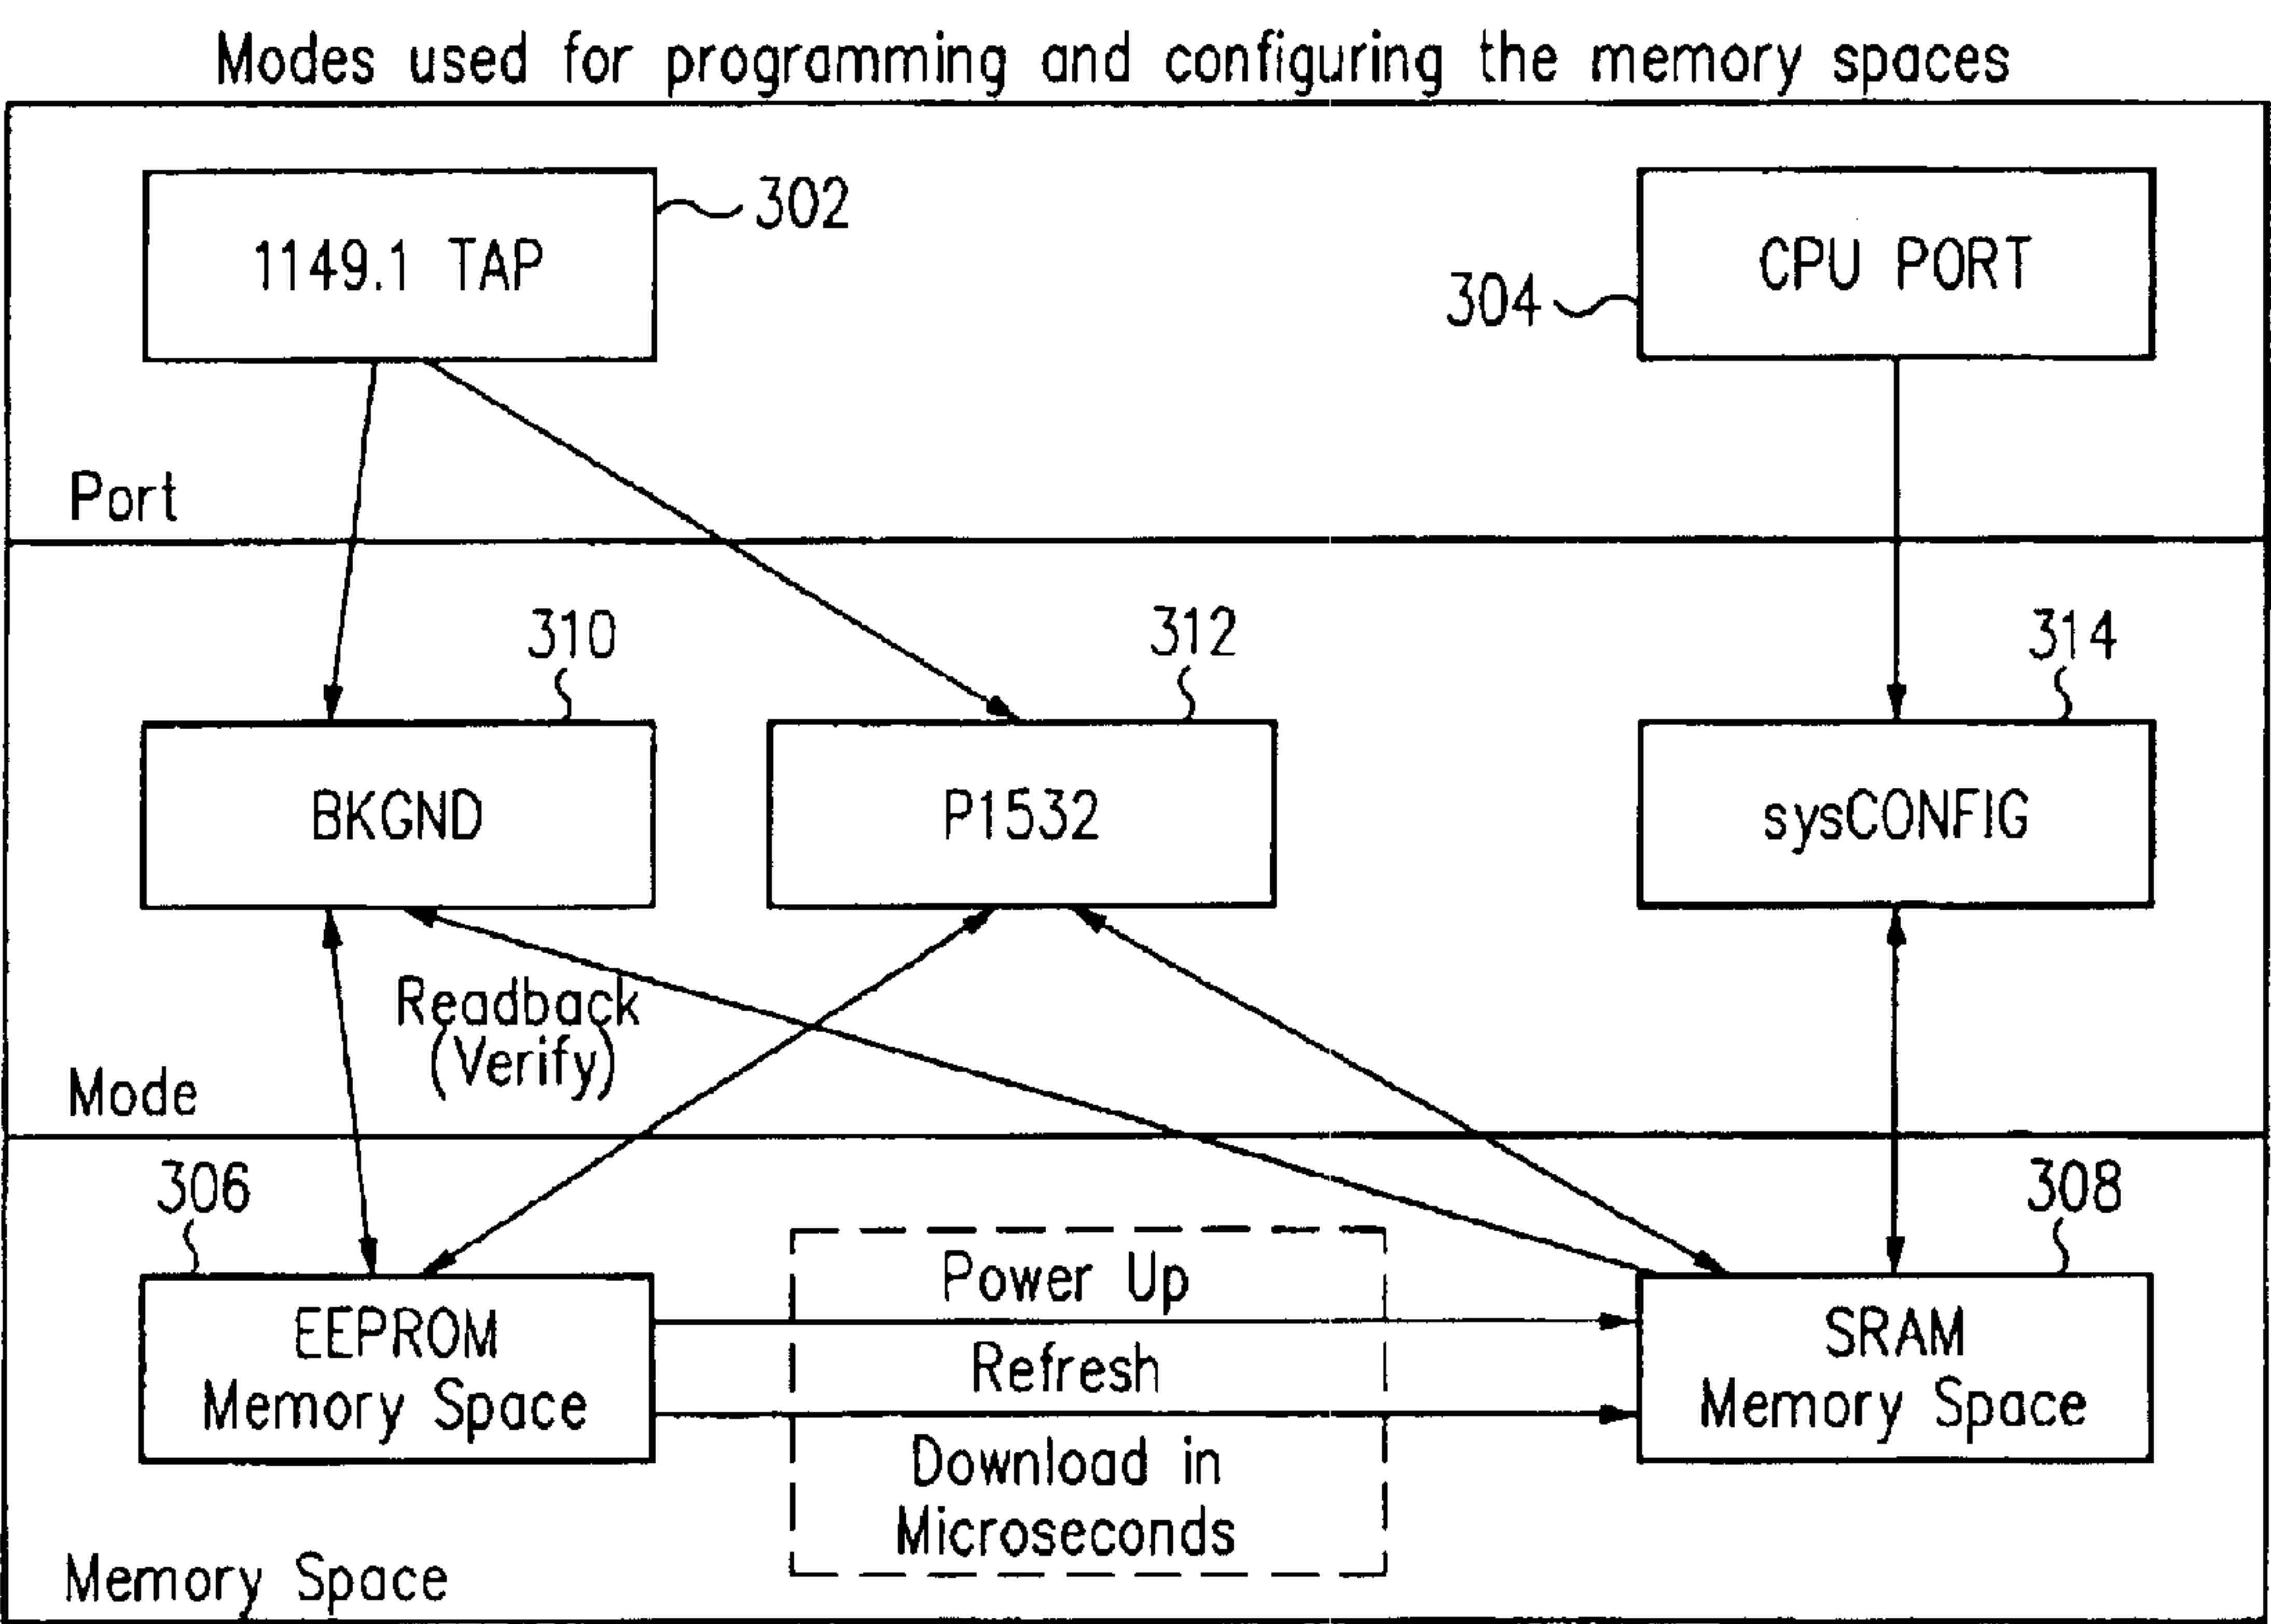 Modes used for programming and configuring the memory spaces
1149.1 TAP
302
304
CPU PORT
Port
310
312
314
BKGND
P1532
sysCONFIG
Readback
(Verify)
Mode
306
308
EEPROM
Memory Space
Power Up
Refresh
Download in
Microseconds
SRAM
Memory Space
Memory Space